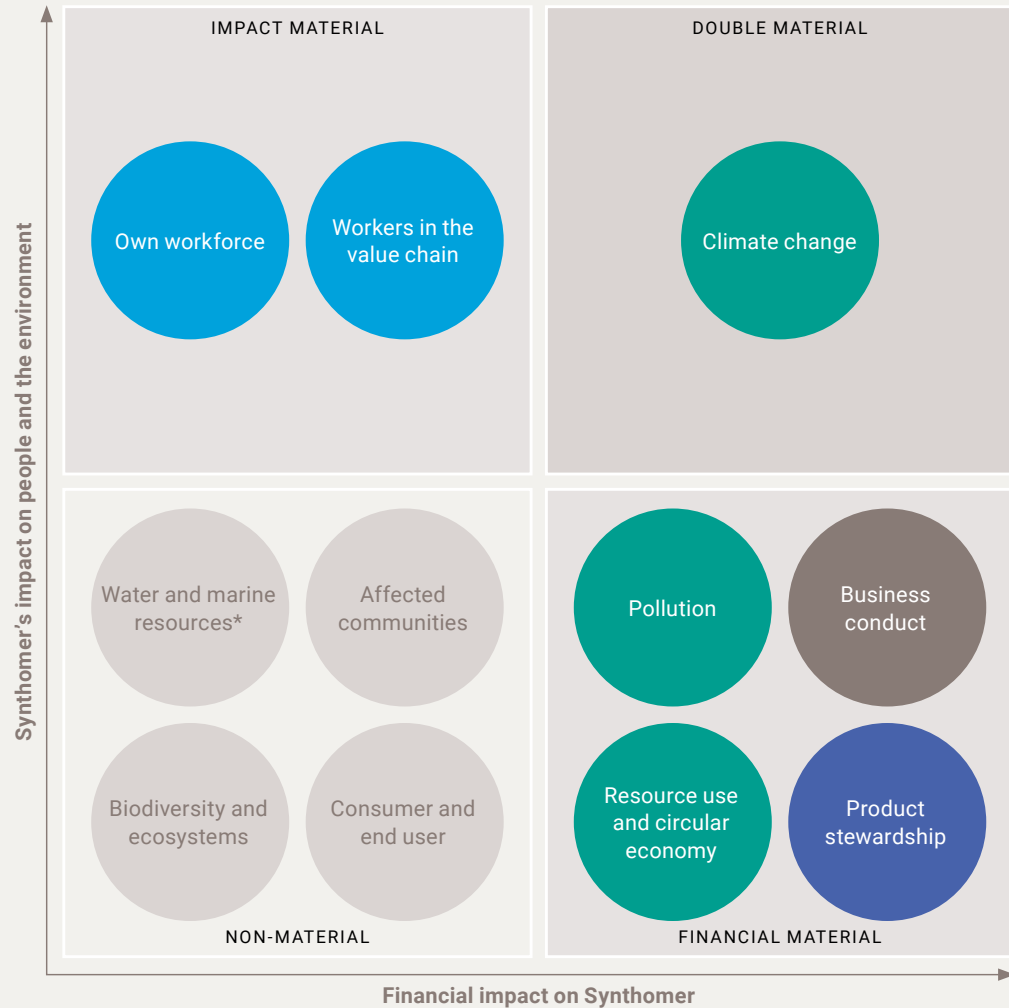 Synthomer's impact on people and the environment
IMPACT MATERIAL
Own workforce
Workers in the
value chain
DOUBLE MATERIAL
Climate change
Water and marine
resources*
Affected
communities
Biodiversity and
ecosystems
Consumer and
end user
NON-MATERIAL
Pollution
Business
conduct
Resource use
and circular
economy
Product
stewardship
FINANCIAL MATERIAL
Financial impact on Synthomer